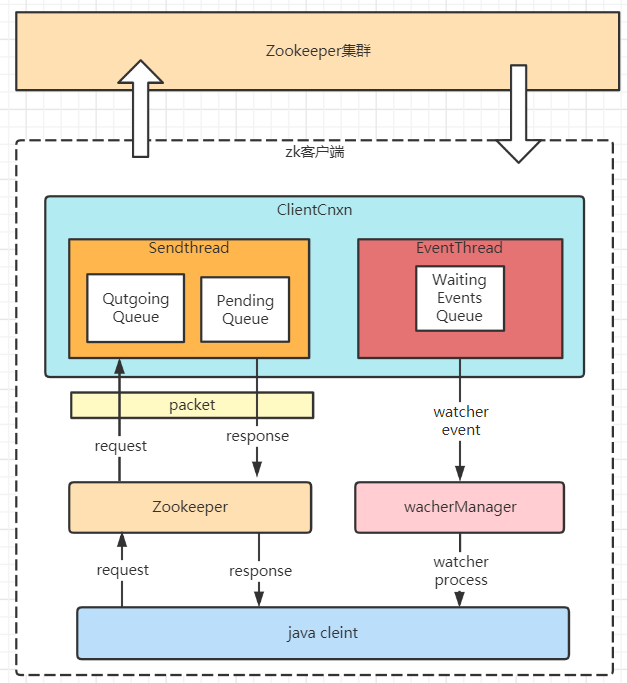 Zookeeper集群
zk客户端
ClientCnxn
Sendthread
EventThread
Qutgoing
Queue
Pending
Queue
Waiting
Events
Queue
packet
request
response
watcher
event
Zookeeper
wacherManager
request
response
watcher
process
java cleint